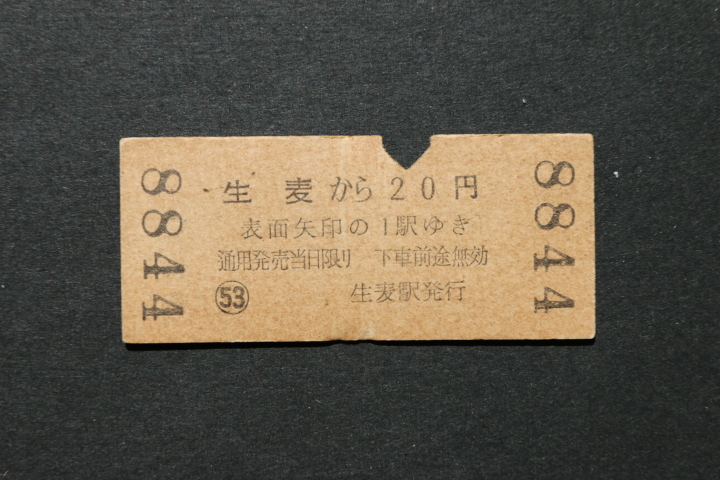 8844
生麦から20円
表面矢印の1駅ゆき
通用発売当日限り 下車前途無効
㊾53 生麦駅発行
8844